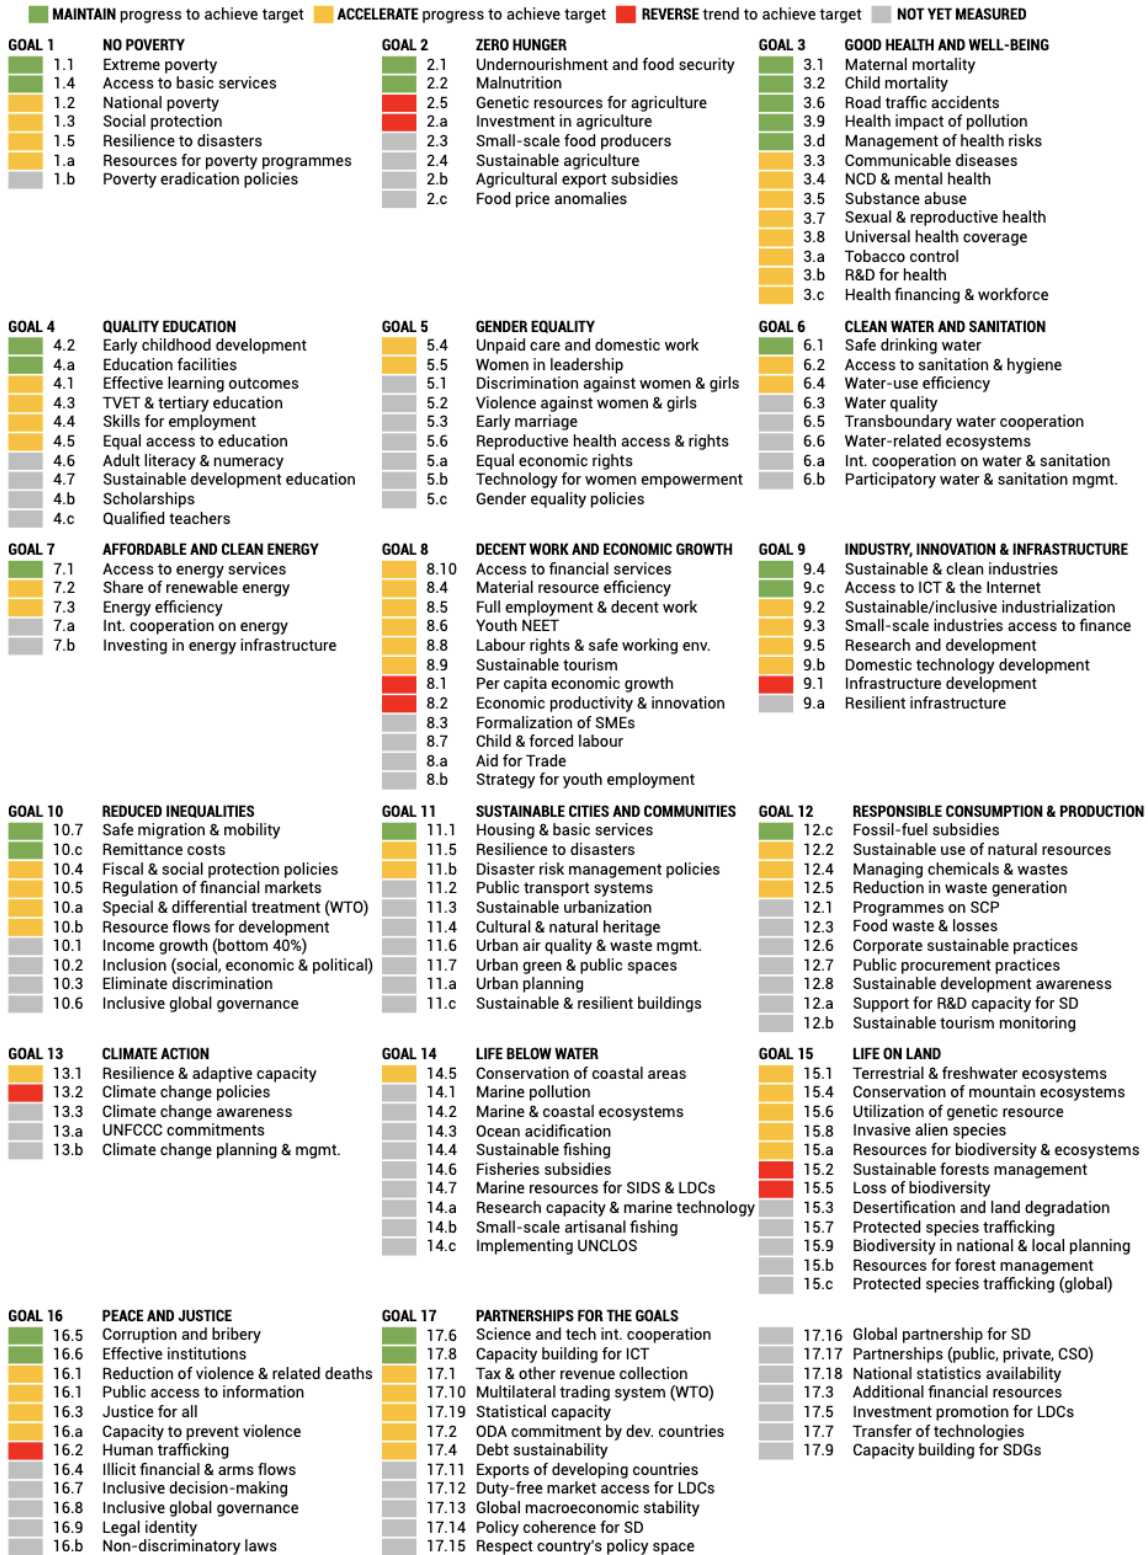 MAINTAIN progress to achieve target ACCELERATE progress to achieve target REVERSE trend to achieve target NOT YET MEASURED
GOAL 1 NO POVERTY
1.1 Extreme poverty
1.4 Access to basic services
1.2 National poverty
1.3 Social protection
1.5 Resilience to disasters
1.a Resources for poverty programmes
1.b Poverty eradication policies
GOAL 2 ZERO HUNGER
2.1 Undernourishment and food security
2.2 Malnutrition
2.5 Genetic resources for agriculture
2.a Investment in agriculture
2.3 Small-scale food producers
2.4 Sustainable agriculture
2.b Agricultural export subsidies
2.c Food price anomalies
GOAL 3 GOOD HEALTH AND WELL-BEING
3.1 Maternal mortality
3.2 Child mortality
3.6 Road traffic accidents
3.9 Health impact of pollution
3.d Management of health risks
3.3 Communicable diseases
3.4 NCD & mental health
3.5 Substance abuse
3.7 Sexual & reproductive health
3.8 Universal health coverage
3.a Tobacco control
3.b R&D for health
3.c Health financing & workforce
GOAL 4 QUALITY EDUCATION
4.2 Early childhood development
4.a Education facilities
4.1 Effective learning outcomes
4.3 TVET & tertiary education
4.4 Skills for employment
4.5 Equal access to education
4.6 Adult literacy & numeracy
4.7 Sustainable development education
4.b Scholarships
4.c Qualified teachers
GOAL 5 GENDER EQUALITY
5.4 Unpaid care and domestic work
5.5 Women in leadership
5.1 Discrimination against women & girls
5.2 Violence against women & girls
5.3 Early marriage
5.6 Reproductive health access & rights
5.a Equal economic rights
5.b Technology for women empowerment
5.c Gender equality policies
GOAL 6 CLEAN WATER AND SANITATION
6.1 Safe drinking water
6.2 Access to sanitation & hygiene
6.4 Water-use efficiency
6.3 Water quality
6.5 Transboundary water cooperation
6.6 Water-related ecosystems
6.a Int. cooperation on water & sanitation
6.b Participatory water & sanitation mgmt.
GOAL 7 AFFORDABLE AND CLEAN ENERGY
7.1 Access to energy services
7.2 Share of renewable energy
7.3 Energy efficiency
7.a Int. cooperation on energy
7.b Investing in energy infrastructure
GOAL 8 DECENT WORK AND ECONOMIC GROWTH
8.10 Access to financial services
8.4 Material resource efficiency
8.5 Full employment & decent work
8.6 Youth NEET
8.8 Labour rights & safe working env.
8.9 Sustainable tourism
8.1 Per capita economic growth
8.2 Economic productivity & innovation
8.3 Formalization of SMEs
8.7 Child & forced labour
8.a Aid for Trade
8.b Strategy for youth employment
GOAL 9 INDUSTRY, INNOVATION & INFRASTRUCTURE
9.4 Sustainable & clean industries
9.c Access to ICT & the Internet
9.2 Sustainable/inclusive industrialization
9.3 Small-scale industries access to finance
9.5 Research and development
9.b Domestic technology development
9.1 Infrastructure development
9.a Resilient infrastructure
GOAL 10 REDUCED INEQUALITIES
10.7 Safe migration & mobility
10.c Remittance costs
10.4 Fiscal & social protection policies
10.5 Regulation of financial markets
10.a Special & differential treatment (WTO)
10.b Resource flows for development
10.1 Income growth (bottom 40%)
10.2 Inclusion (social, economic & political)
10.3 Eliminate discrimination
10.6 Inclusive global governance
GOAL 11 SUSTAINABLE CITIES AND COMMUNITIES
11.1 Housing & basic services
11.5 Resilience to disasters
11.b Disaster risk management policies
11.2 Public transport systems
11.3 Sustainable urbanization
11.4 Cultural & natural heritage
11.6 Urban air quality & waste mgmt.
11.7 Urban green & public spaces
11.a Urban planning
11.c Sustainable & resilient buildings
GOAL 12 RESPONSIBLE CONSUMPTION & PRODUCTION
12.c Fossil-fuel subsidies
12.2 Sustainable use of natural resources
12.4 Managing chemicals & wastes
12.5 Reduction in waste generation
12.1 Programmes on SCP
12.3 Food waste & losses
12.6 Corporate sustainable practices
12.7 Public procurement practices
12.8 Sustainable development awareness
12.a Support for R&D capacity for SD
12.b Sustainable tourism monitoring
GOAL 13 CLIMATE ACTION
13.1 Resilience & adaptive capacity
13.2 Climate change policies
13.3 Climate change awareness
13.a UNFCCC commitments
13.b Climate change planning & mgmt.
GOAL 14 LIFE BELOW WATER
14.5 Conservation of coastal areas
14.1 Marine pollution
14.2 Marine & coastal ecosystems
14.3 Ocean acidification
14.4 Sustainable fishing
14.6 Fisheries subsidies
14.7 Marine resources for SIDS & LDCs
14.a Research capacity & marine technology
14.b Small-scale artisanal fishing
14.c Implementing UNCLOS
GOAL 15 LIFE ON LAND
15.1 Terrestrial & freshwater ecosystems
15.4 Conservation of mountain ecosystems
15.6 Utilization of genetic resource
15.8 Invasive alien species
15.a Resources for biodiversity & ecosystems
15.2 Sustainable forests management
15.5 Loss of biodiversity
15.3 Desertification and land degradation
15.7 Protected species trafficking
15.9 Biodiversity in national & local planning
15.b Resources for forest management
15.c Protected species trafficking (global)
GOAL 16 PEACE AND JUSTICE
16.5 Corruption and bribery
16.6 Effective institutions
16.1 Reduction of violence & related deaths
16.1 Public access to information
16.3 Justice for all
16.a Capacity to prevent violence
16.2 Human trafficking
16.4 Illicit financial & arms flows
16.7 Inclusive decision-making
16.8 Inclusive global governance
16.9 Legal identity
16.b Non-discriminatory laws
GOAL 17 PARTNERSHIPS FOR THE GOALS
17.6 Science and tech int. cooperation
17.8 Capacity building for ICT
17.1 Tax & other revenue collection
17.10 Multilateral trading system (WTO)
17.19 Statistical capacity
17.2 ODA commitment by dev. countries
17.4 Debt sustainability
17.11 Exports of developing countries
17.12 Duty-free market access for LDCs
17.13 Global macroeconomic stability
17.14 Policy coherence for SD
17.15 Respect country's policy space
17.16 Global partnership for SD
17.17 Partnerships (public, private, CSO)
17.18 National statistics availability
17.3 Additional financial resources
17.5 Investment promotion for LDCs
17.7 Transfer of technologies
17.9 Capacity building for SDGs